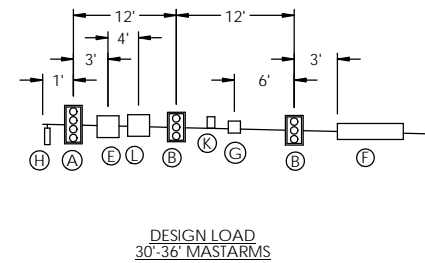 12' 12'
4'
3' 3'
1' 6'
H A E L B K G B F
DESIGN LOAD
30'-36' MASTARMS